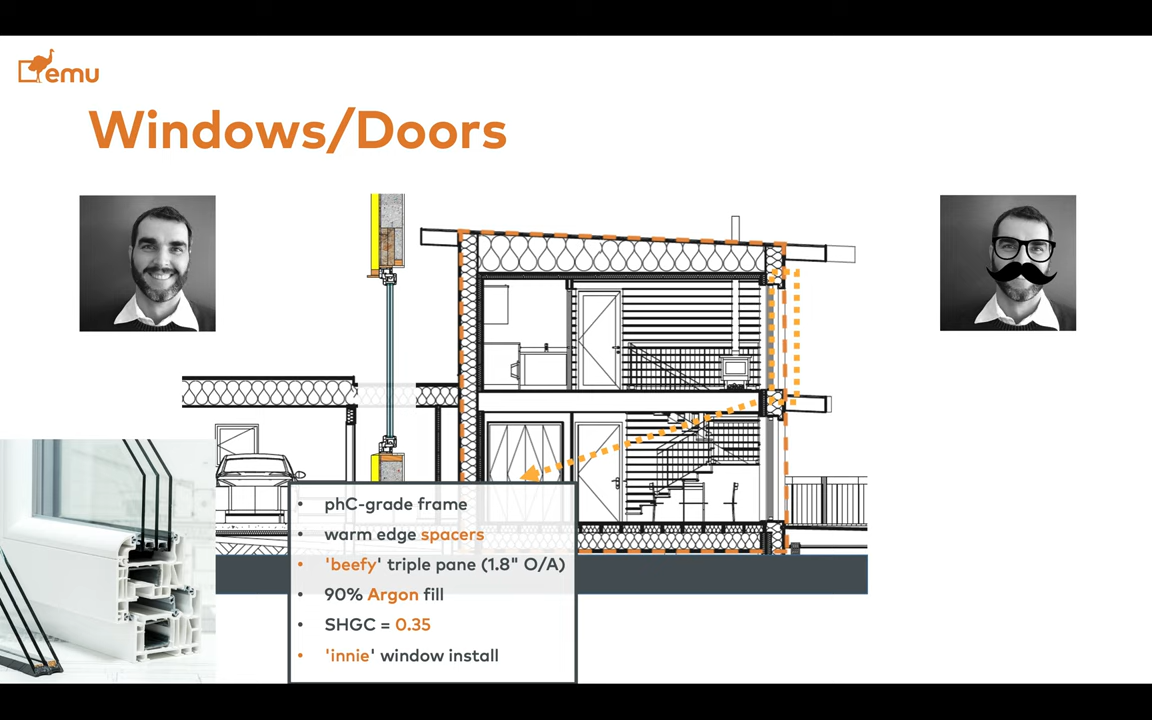 emu
Windows/Doors
• phC-grade frame
• warm edge spacers
• 'beefy' triple pane (1.8" O/A)
• 90% Argon fill
• SHGC = 0.35
• 'innie' window install